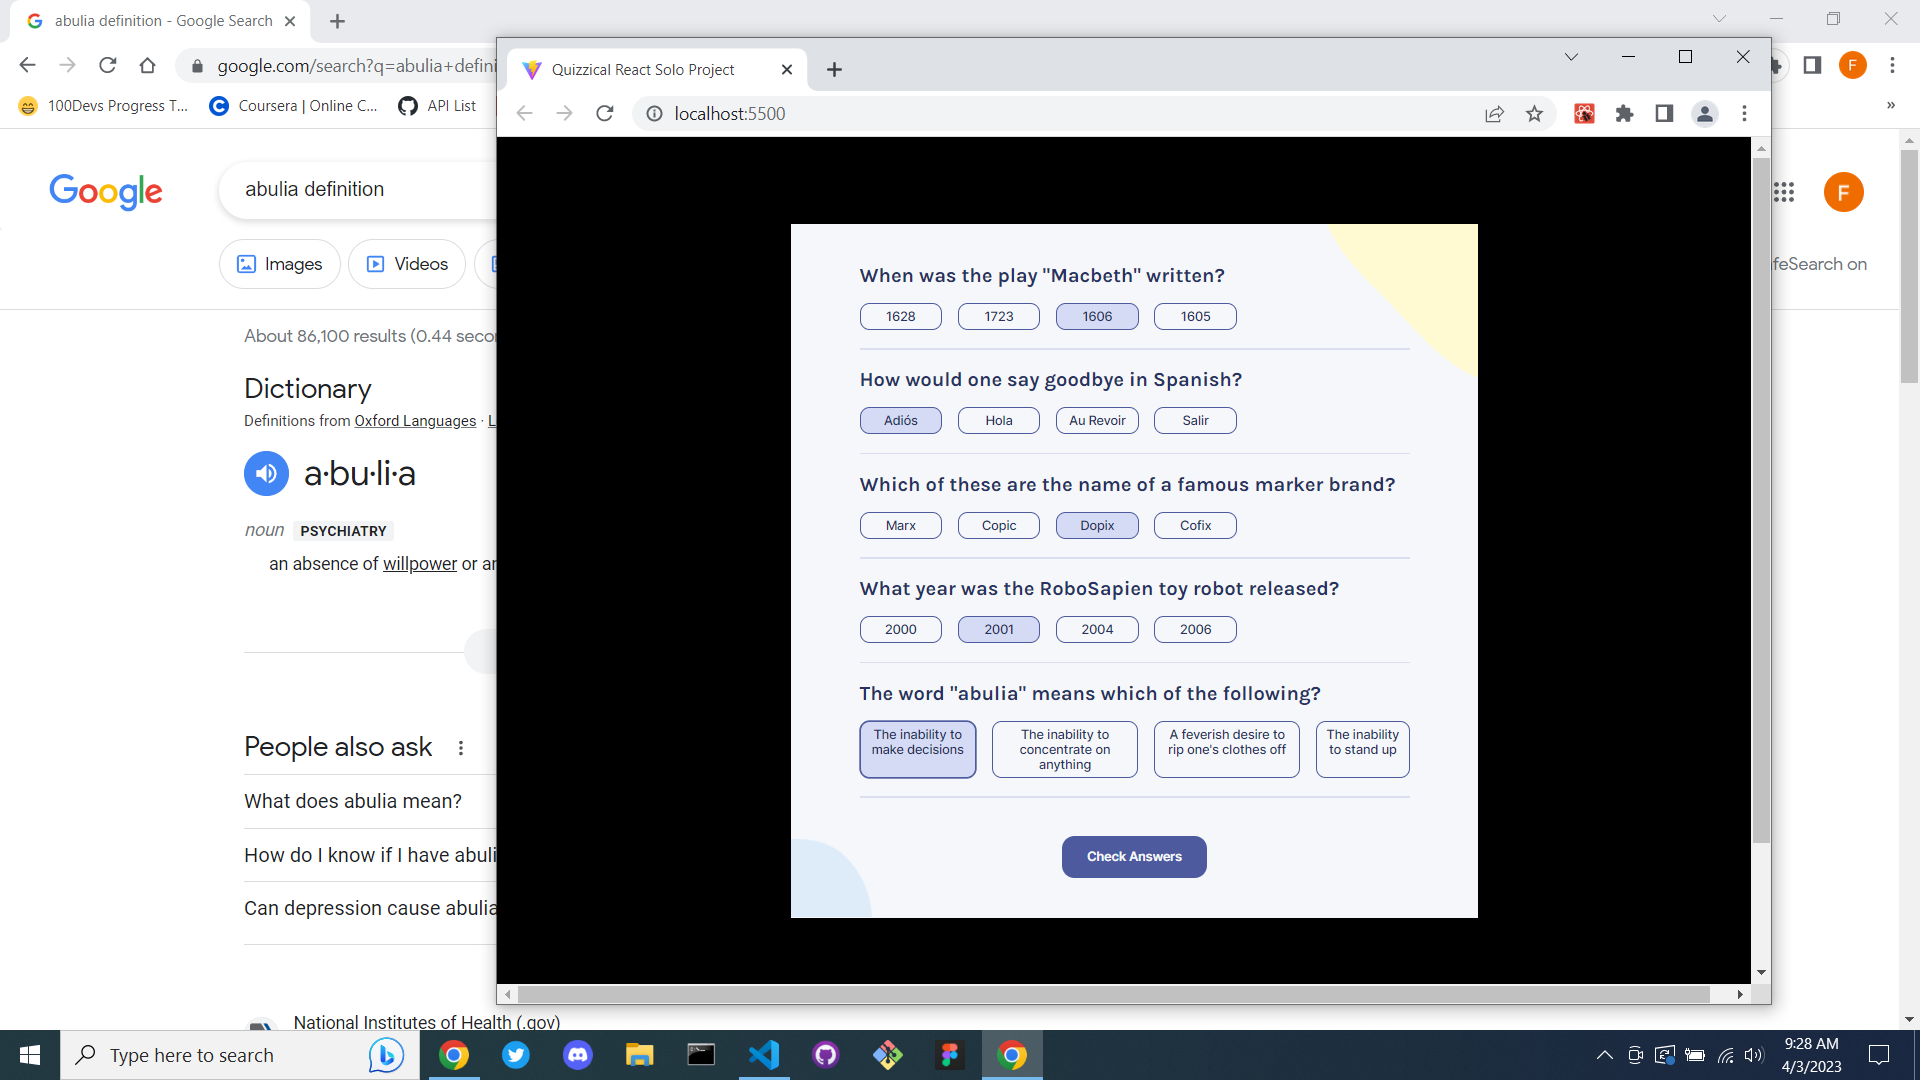 abulia definition - Google Search
google.com/search?q=abulia+defini
100Devs Progress T...
Coursera | Online C...
API List
F
Google
abulia definition
F
Images
Videos
feSearch on
About 86,100 results (0.44 secon
Dictionary
Definitions from Oxford Languages · L
a·bu·li·a
noun PSYCHIATRY
an absence of willpower or an
People also ask
What does abulia mean?
How do I know if I have abuli
Can depression cause abulia
National Institutes of Health (.gov)
Quizzical React Solo Project
localhost:5500
When was the play "Macbeth" written?
1628 1723 1606 1605
How would one say goodbye in Spanish?
Adiós Hola Au Revoir Salir
Which of these are the name of a famous marker brand?
Marx Copic Dopix Cofix
What year was the RoboSapien toy robot released?
2000 2001 2004 2006
The word "abulia" means which of the following?
The inability to make decisions
The inability to concentrate on anything
A feverish desire to rip one's clothes off
The inability to stand up
Check Answers
Type here to search
9:28 AM
4/3/2023